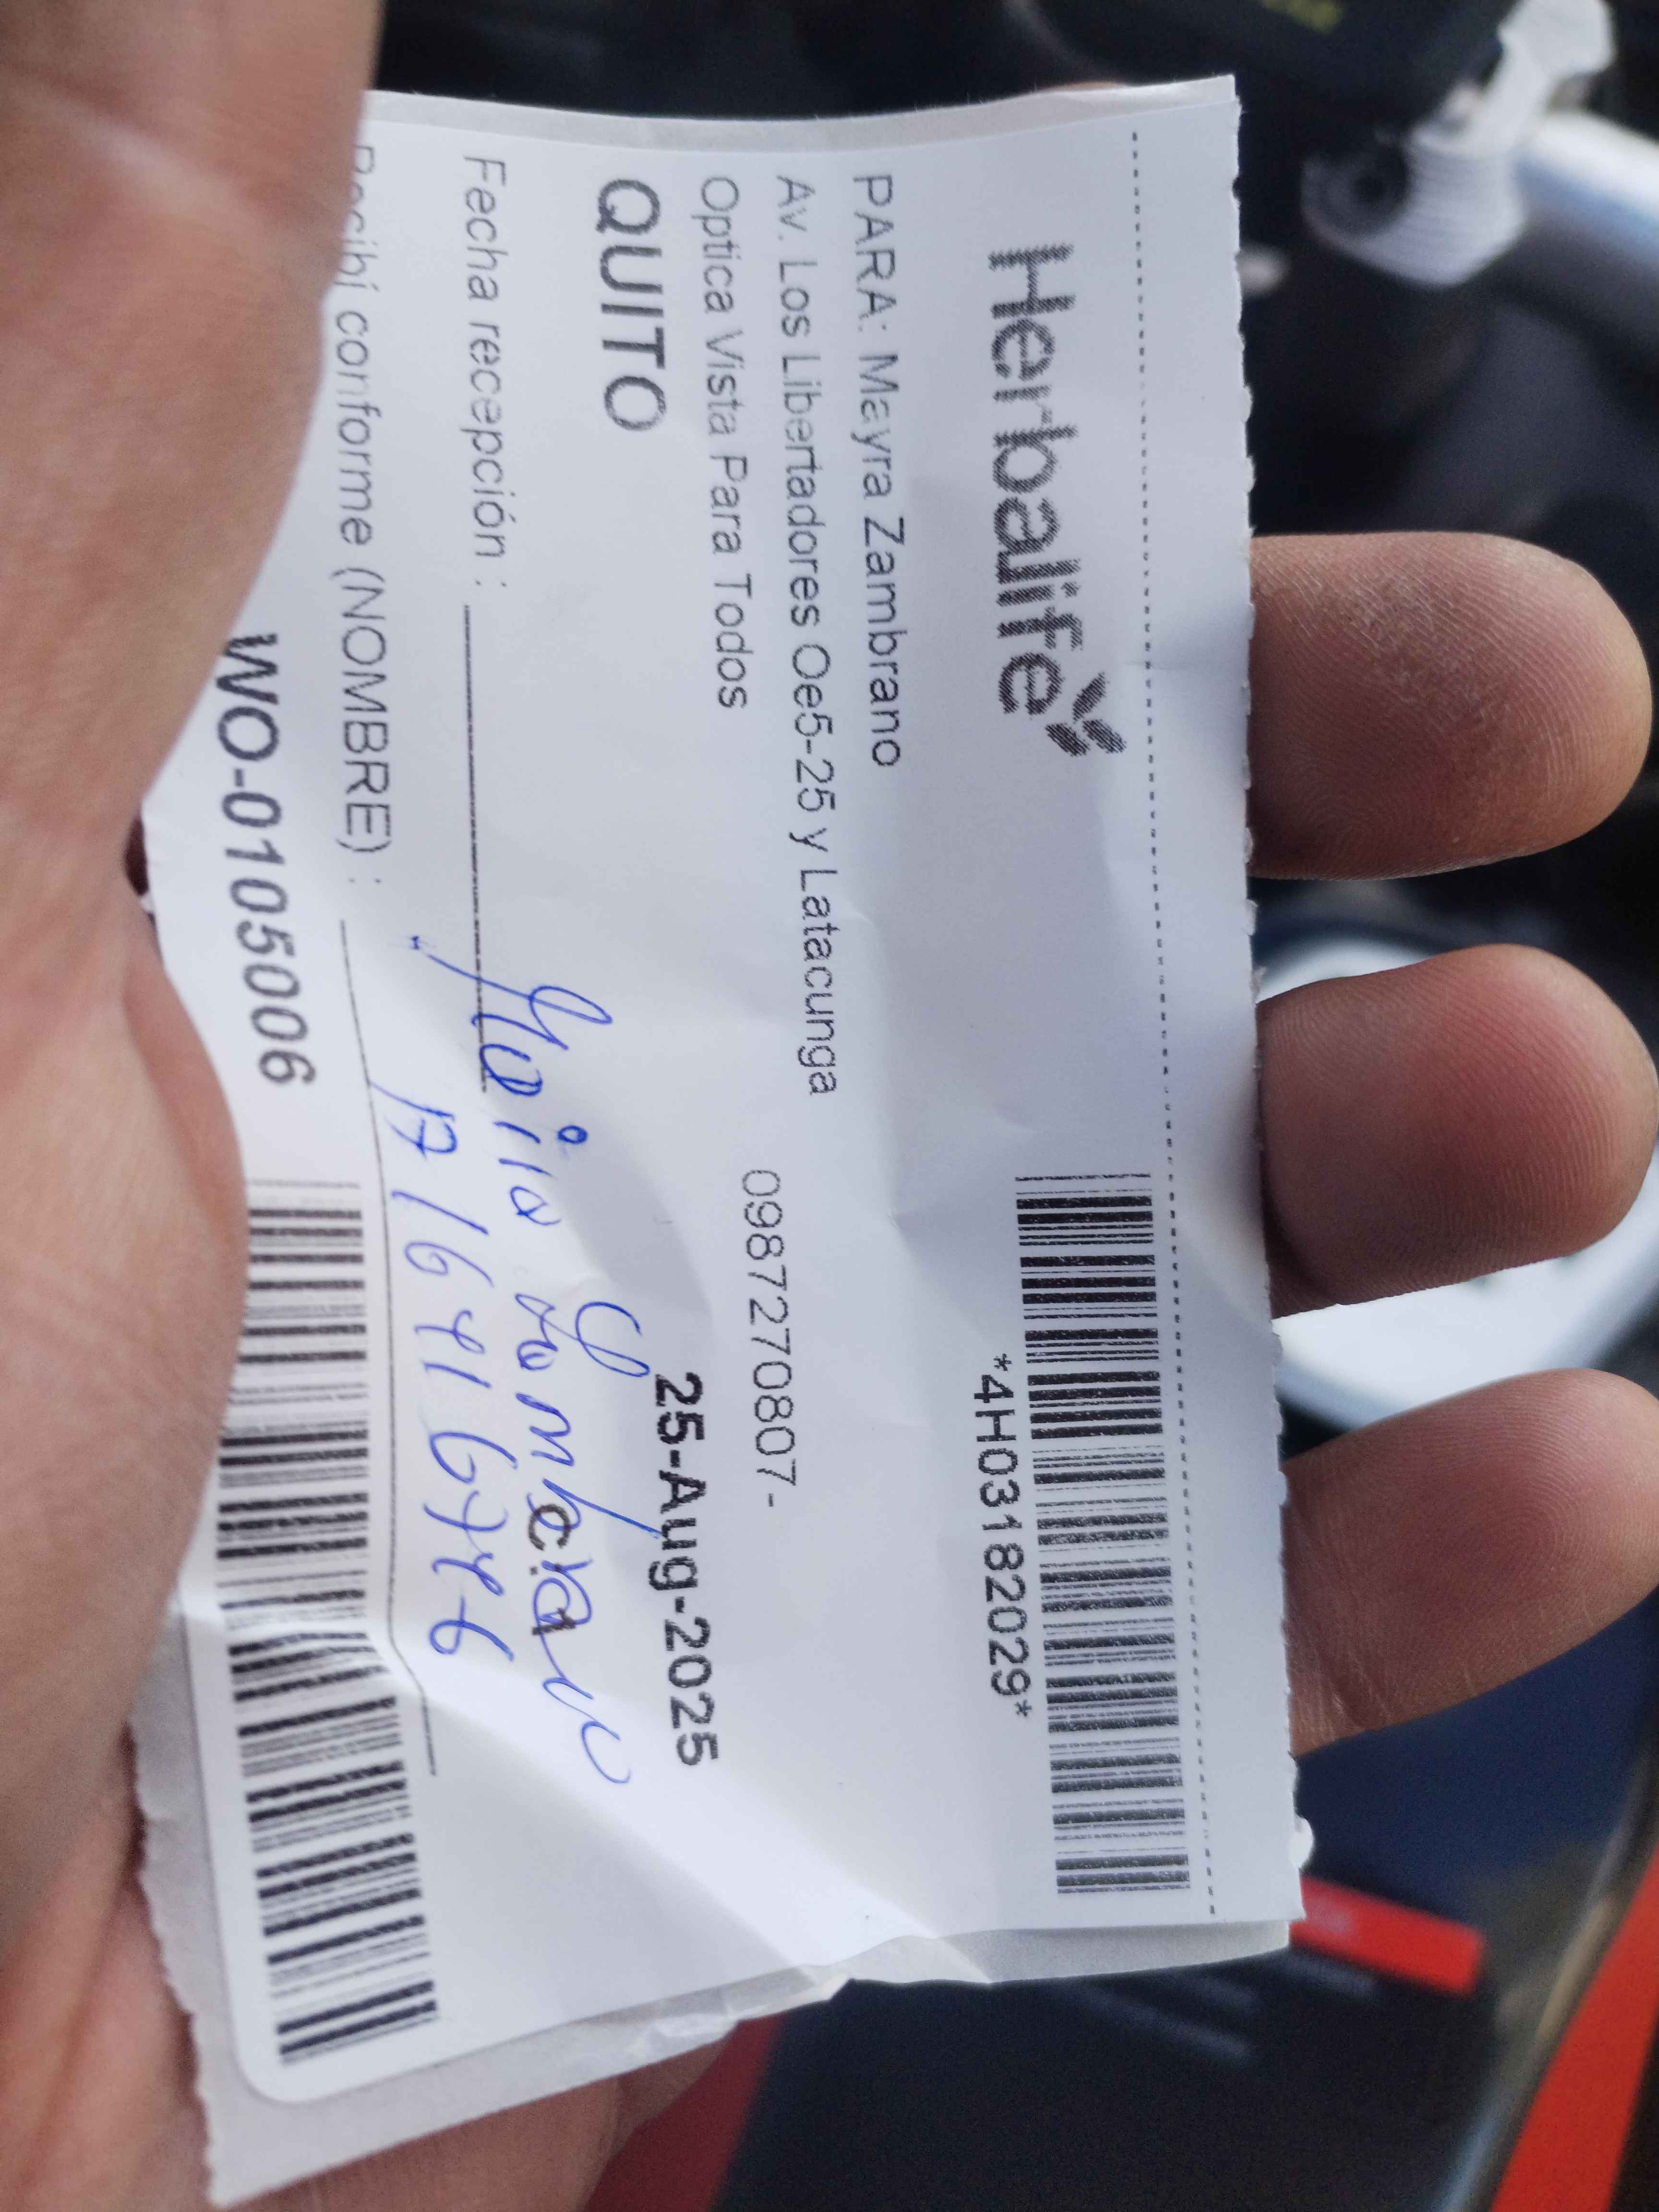 Herbalife
*4H03182029*
PARA: Mayra Zambrano
Av. Los Libertadores Oe5-25 y Latacunga
Optica Vista Para Todos
0987270807 -
QUITO
25-Aug-2025
Fecha recepción :
Recibí conforme (NOMBRE) :
WO-0105006